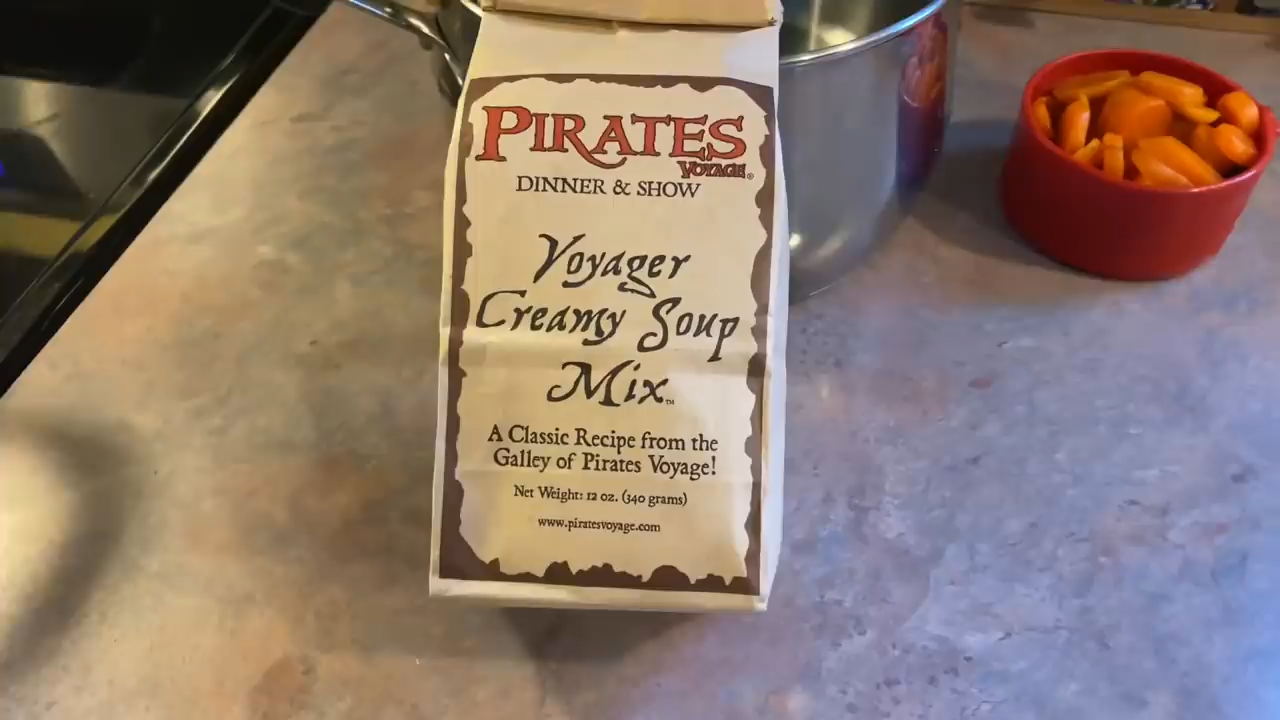 PIRATES
VOYAGE®
DINNER & SHOW
Voyager
Creamy Soup
Mix™
A Classic Recipe from the
Galley of Pirates Voyage!
Net Weight: 12 oz. (340 grams)
www.piratesvoyage.com